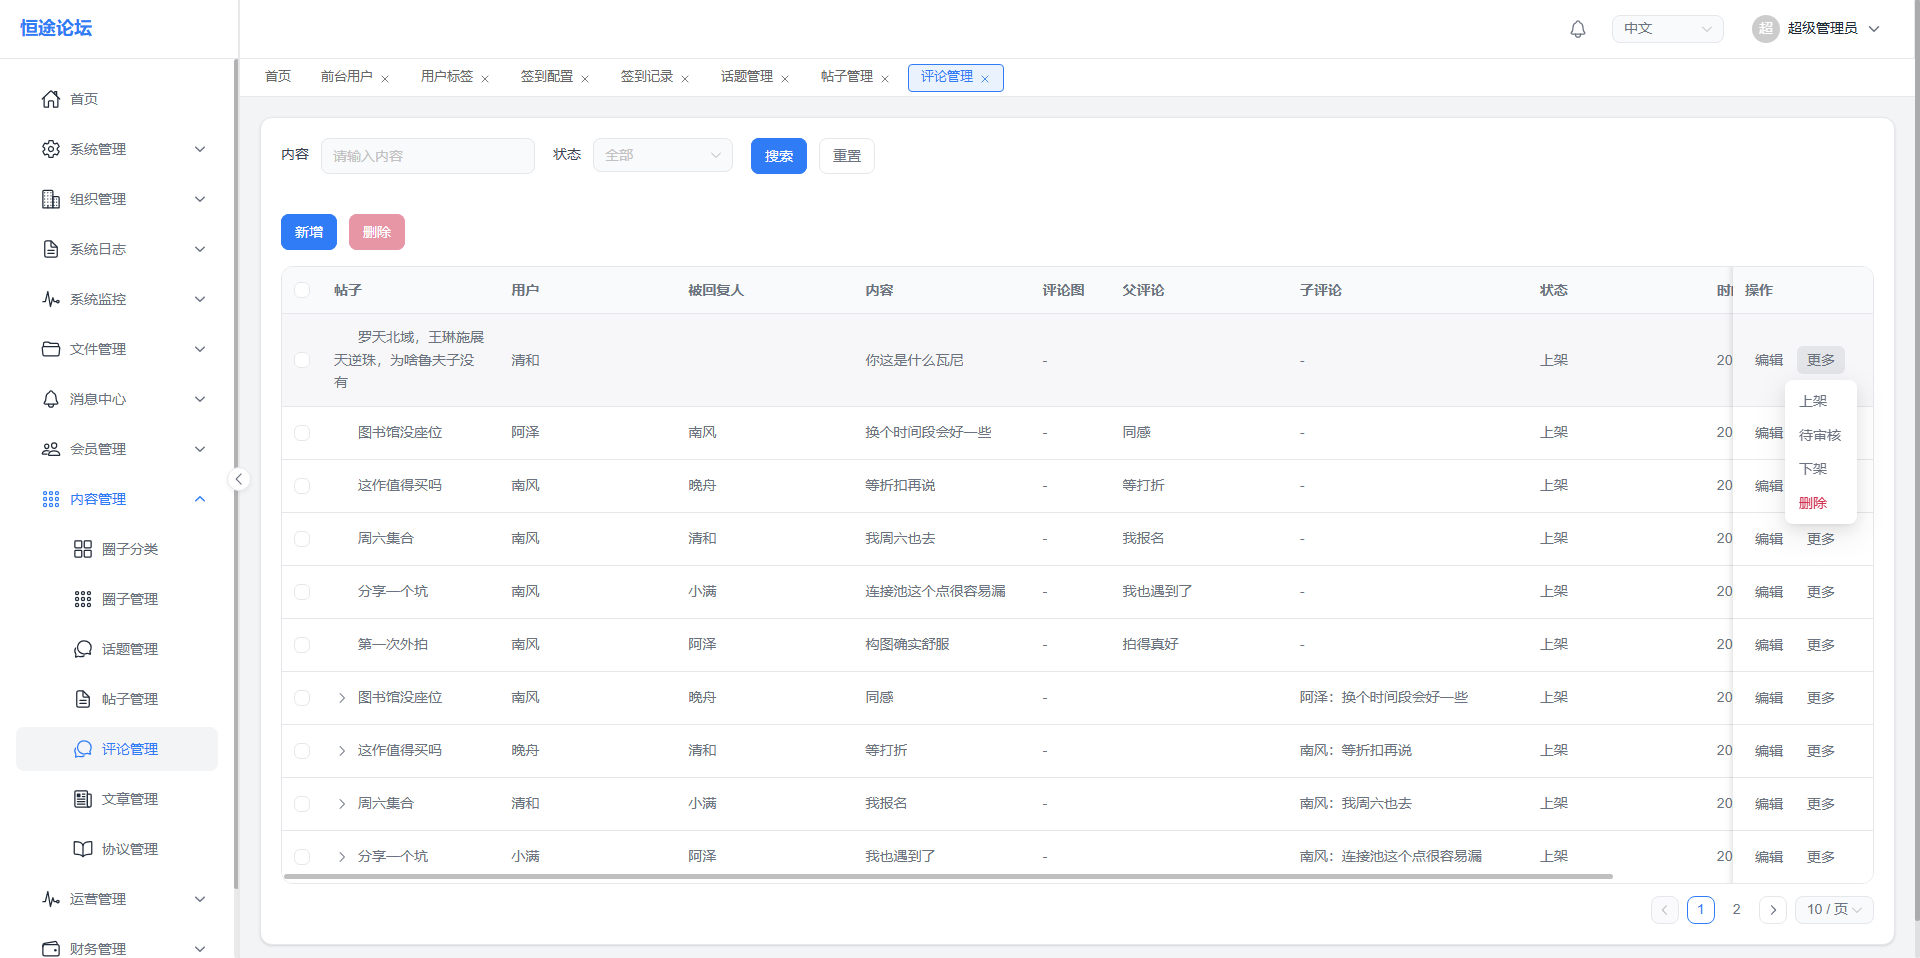 恒途论坛
中文
超
超级管理员
首页
前台用户
用户标签
签到配置
签到记录
话题管理
帖子管理
评论管理
首页
系统管理
组织管理
系统日志
系统监控
文件管理
消息中心
会员管理
内容管理
圈子分类
圈子管理
话题管理
帖子管理
评论管理
文章管理
协议管理
运营管理
财务管理
内容 请输入内容 状态 全部 搜索 重置
新增 删除
帖子 用户 被回复人 内容 评论图 父评论 子评论 状态 操作
罗天北域，王琳施展
天逆珠，为啥鲁夫子没
有
清和 你这是什么瓦尼 - - 上架 20 编辑 更多
图书馆没座位 阿泽 南风 换个时间段会好一些 - 同感 - 上架 20 编辑
这作值得买吗 南风 晚舟 等折扣再说 - 等打折 - 上架 20 编辑
周六集合 南风 清和 我周六也去 - 我报名 - 上架 20 编辑 更多
分享一个坑 南风 小满 连接池这个点很容易漏 - 我也遇到了 - 上架 20 编辑 更多
第一次外拍 南风 阿泽 构图确实舒服 - 拍得真好 - 上架 20 编辑 更多
图书馆没座位 南风 晚舟 同感 - 阿泽：换个时间段会好一些 上架 20 编辑 更多
这作值得买吗 晚舟 清和 等打折 - 南风：等折扣再说 上架 20 编辑 更多
周六集合 清和 小满 我报名 - 南风：我周六也去 上架 20 编辑 更多
分享一个坑 小满 阿泽 我也遇到了 - 南风：连接池这个点很容易漏 上架 20 编辑 更多
上架
待审核
下架
删除
1 2 10 / 页